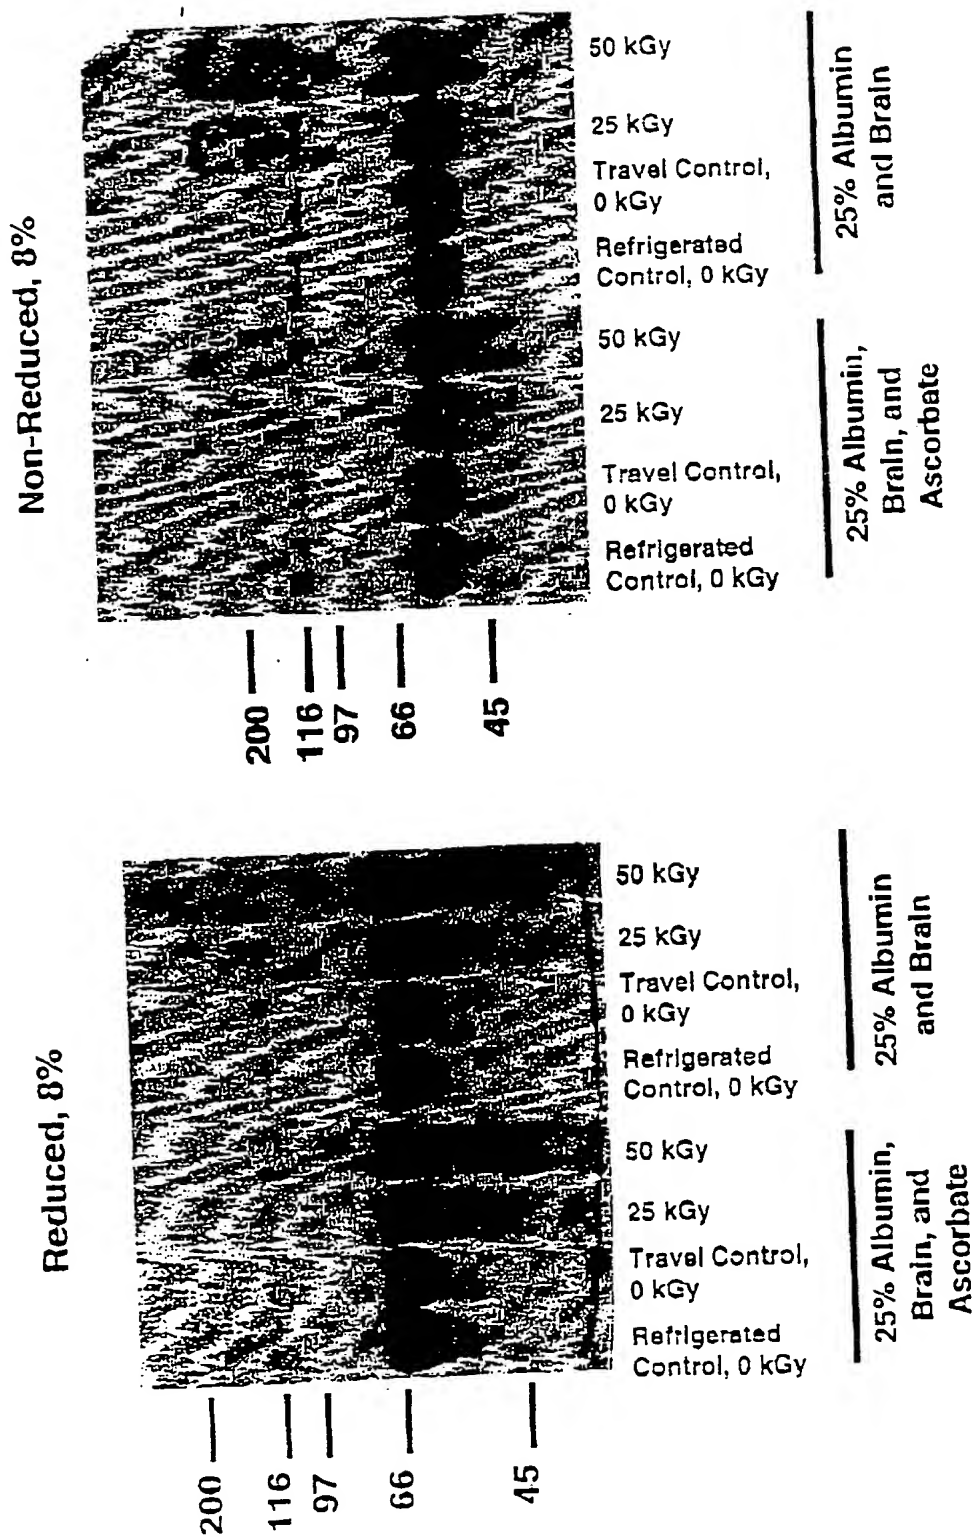 Non-Reduced, 8%
50 kGy
25 kGy
Travel Control,
0 kGy
Refrigerated
Control, 0 kGy
50 kGy
25 kGy
Travel Control,
0 kGy
Refrigerated
Control, 0 kGy
25% Albumin
and Brain
25% Albumin,
Brain, and
Ascorbate
200
116
97
66
45
Reduced, 8%
50 kGy
25 kGy
Travel Control,
0 kGy
Refrigerated
Control, 0 kGy
50 kGy
25 kGy
Travel Control,
0 kGy
Refrigerated
Control, 0 kGy
25% Albumin
and Brain
25% Albumin,
Brain, and
Ascorbate
200
116
97
66
45